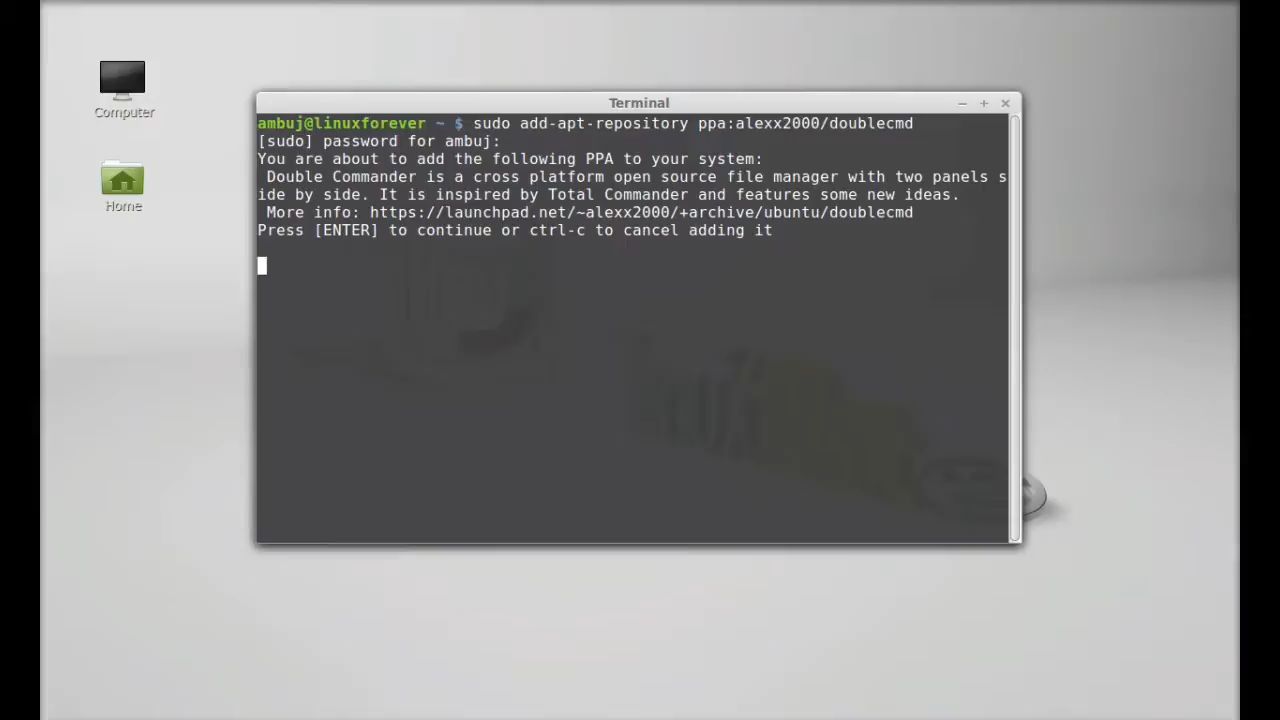 Computer
Home
Terminal
ambuj@linuxforever ~ $ sudo add-apt-repository ppa:alexx2000/doublecmd
[sudo] password for ambuj:
You are about to add the following PPA to your system:
 Double Commander is a cross platform open source file manager with two panels s
ide by side. It is inspired by Total Commander and features some new ideas.
 More info: https://launchpad.net/~alexx2000/+archive/ubuntu/doublecmd
Press [ENTER] to continue or ctrl-c to cancel adding it